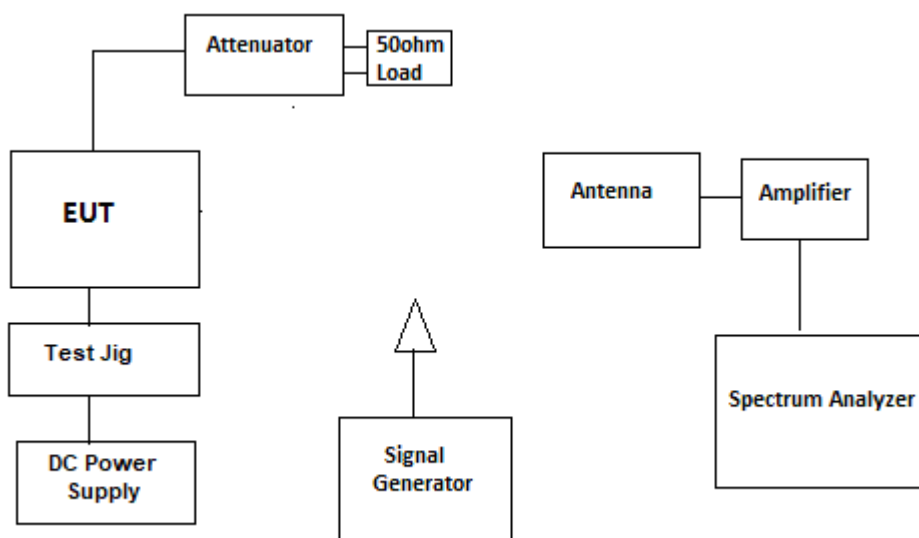 Attenuator
50ohm
Load
EUT
Antenna
Amplifier
Test Jig
Spectrum Analyzer
DC Power
Supply
Signal
Generator